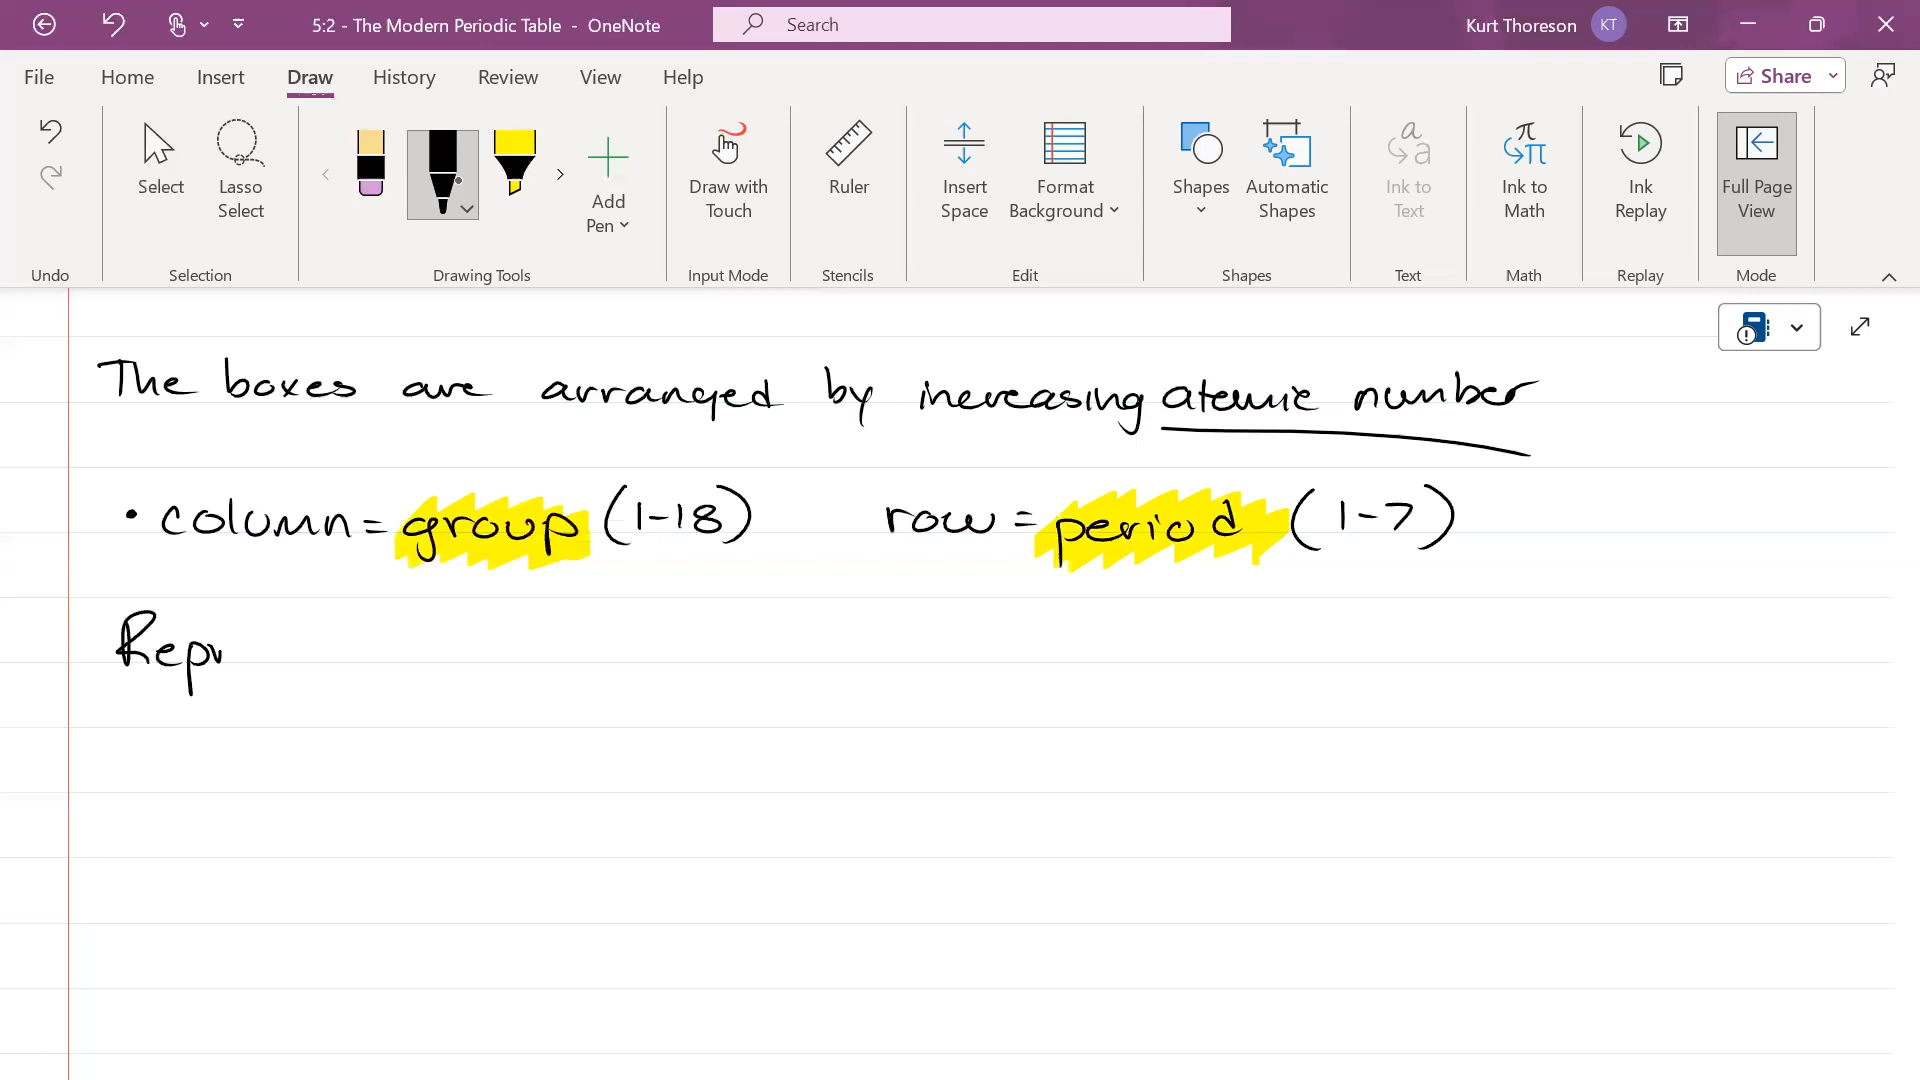 5:2 - The Modern Periodic Table - OneNote
Search
Kurt Thoreson KT
File Home Insert Draw History Review View Help
Share
Select
Lasso Select
Add Pen
Draw with Touch
Ruler
Insert Space
Format Background
Shapes
Automatic Shapes
a a
Ink to Text
π π
Ink to Math
Ink Replay
Full Page View
Undo Selection Drawing Tools Input Mode Stencils Edit Shapes Text Math Replay Mode
The boxes are arranged by increasing atomic number
• column = group (1-18) row = period (1-7)
Repr